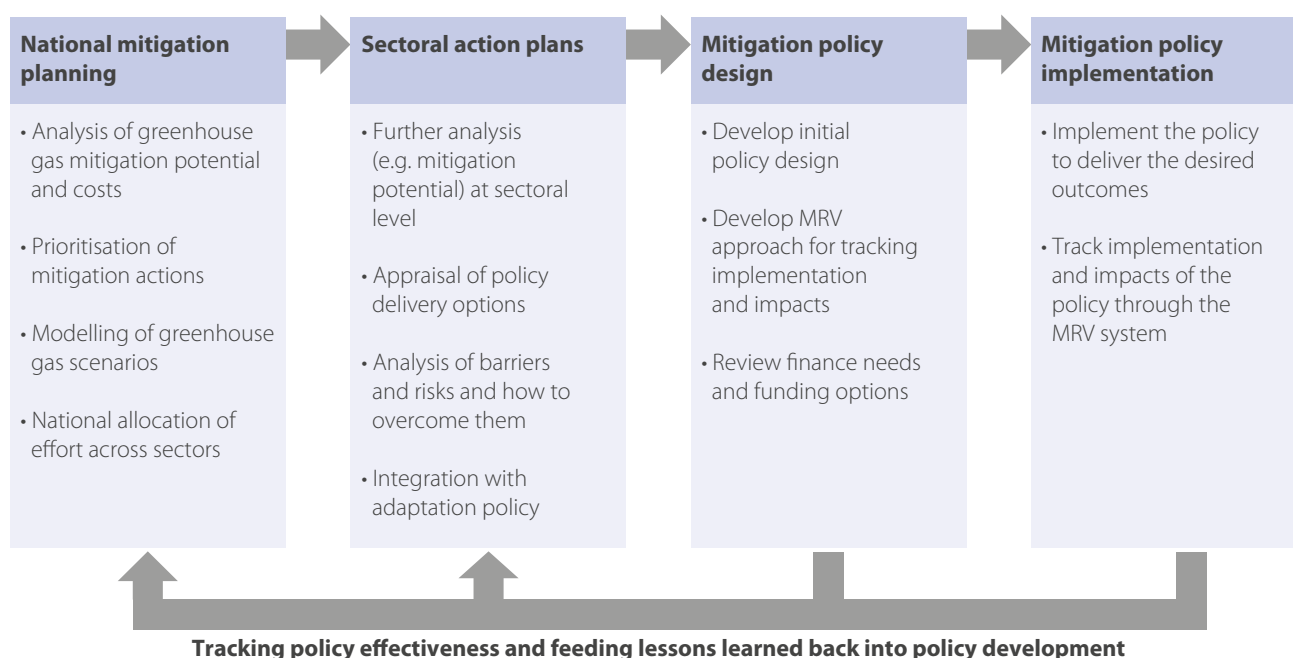 National mitigation
planning
• Analysis of greenhouse
gas mitigation potential
and costs
• Prioritisation of
mitigation actions
• Modelling of greenhouse
gas scenarios
• National allocation of
effort across sectors
Sectoral action plans
• Further analysis
(e.g. mitigation
potential) at sectoral
level
• Appraisal of policy
delivery options
• Analysis of barriers
and risks and how to
overcome them
• Integration with
adaptation policy
Mitigation policy
design
• Develop initial
policy design
• Develop MRV
approach for tracking
implementation
and impacts
• Review finance needs
and funding options
Mitigation policy
implementation
• Implement the policy
to deliver the desired
outcomes
• Track implementation
and impacts of the
policy through the
MRV system
Tracking policy effectiveness and feeding lessons learned back into policy development